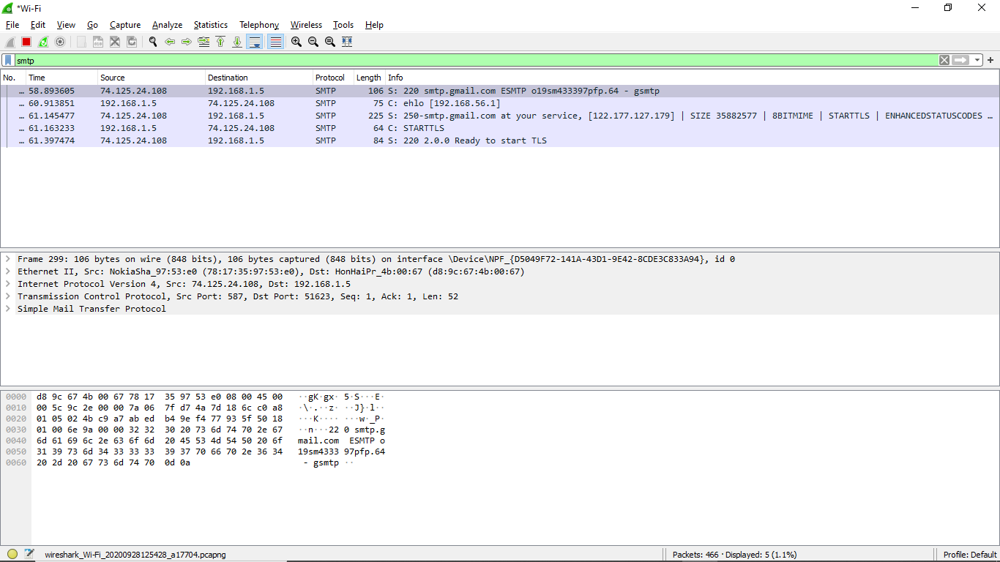 *Wi-Fi
File Edit View Go Capture Analyze Statistics Telephony Wireless Tools Help
smtp
No. Time Source Destination Protocol Length Info
… 58.893605 74.125.24.108 192.168.1.5 SMTP 106 S: 220 smtp.gmail.com ESMTP o19sm433397pfp.64 - gsmtp
… 60.913851 192.168.1.5 74.125.24.108 SMTP 75 C: ehlo [192.168.56.1]
… 61.145477 74.125.24.108 192.168.1.5 SMTP 225 S: 250-smtp.gmail.com at your service, [122.177.127.179] | SIZE 35882577 | 8BITMIME | STARTTLS | ENHANCEDSTATUSCODES …
… 61.163233 192.168.1.5 74.125.24.108 SMTP 64 C: STARTTLS
… 61.397474 74.125.24.108 192.168.1.5 SMTP 84 S: 220 2.0.0 Ready to start TLS
Frame 299: 106 bytes on wire (848 bits), 106 bytes captured (848 bits) on interface \Device\NPF_{D5049F72-141A-43D1-9E42-8CDE3C833A94}, id 0
Ethernet II, Src: NokiaSha_97:53:e0 (78:17:35:97:53:e0), Dst: HonHaiPr_4b:00:67 (d8:9c:67:4b:00:67)
Internet Protocol Version 4, Src: 74.125.24.108, Dst: 192.168.1.5
Transmission Control Protocol, Src Port: 587, Dst Port: 51623, Seq: 1, Ack: 1, Len: 52
Simple Mail Transfer Protocol
0000 d8 9c 67 4b 00 67 78 17 35 97 53 e0 08 00 45 00 ··gK·gx· 5·S···E·
0010 00 5c 9c 2e 00 00 7a 06 7f d7 4a 7d 18 6c c0 a8 ·\·.··z· ··J}·l··
0020 01 05 02 4b c9 a7 ab ed b4 9e f4 77 93 5f 50 18 ···K···· ···w·_P·
0030 01 00 6e 9a 00 00 32 32 30 20 73 6d 74 70 2e 67 ··n···22 0 smtp.g
0040 6d 61 69 6c 2e 63 6f 6d 20 45 53 4d 54 50 20 6f mail.com ESMTP o
0050 31 39 73 6d 34 33 33 33 39 37 70 66 70 2e 36 34 19sm4333 97pfp.64
0060 20 2d 20 67 73 6d 74 70 0d 0a - gsmtp ··
wireshark_Wi-Fi_20200928125428_a17704.pcapng Packets: 466 · Displayed: 5 (1.1%) Profile: Default